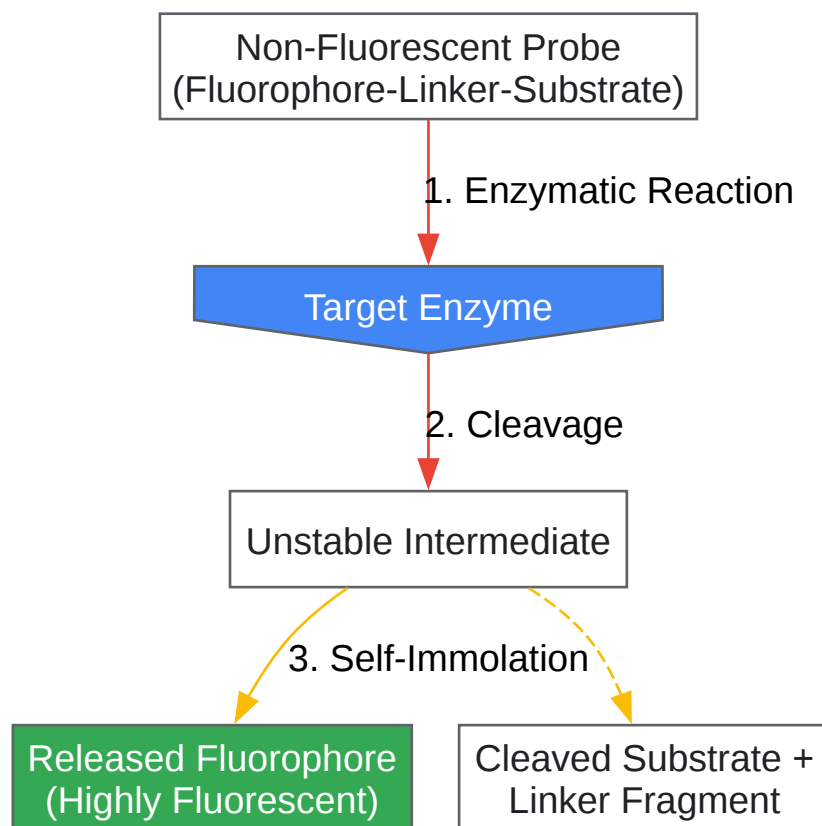 Non-Fluorescent Probe
(Fluorophore-Linker-Substrate)
1. Enzymatic Reaction
Target Enzyme
2. Cleavage
Unstable Intermediate
3. Self-Immolation
Released Fluorophore
(Highly Fluorescent)
Cleaved Substrate +
Linker Fragment